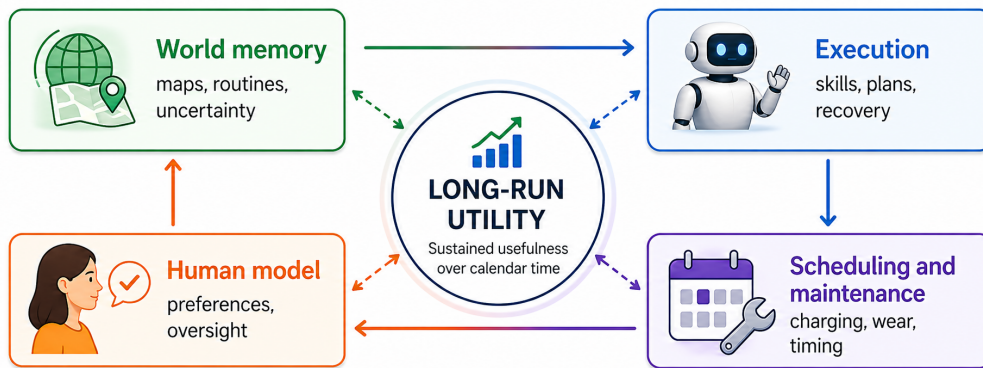 World memory
maps, routines,
uncertainty
Execution
skills, plans,
recovery
LONG-RUN
UTILITY
Sustained usefulness
over calendar time
Human model
preferences,
oversight
Scheduling and
maintenance
charging, wear,
timing